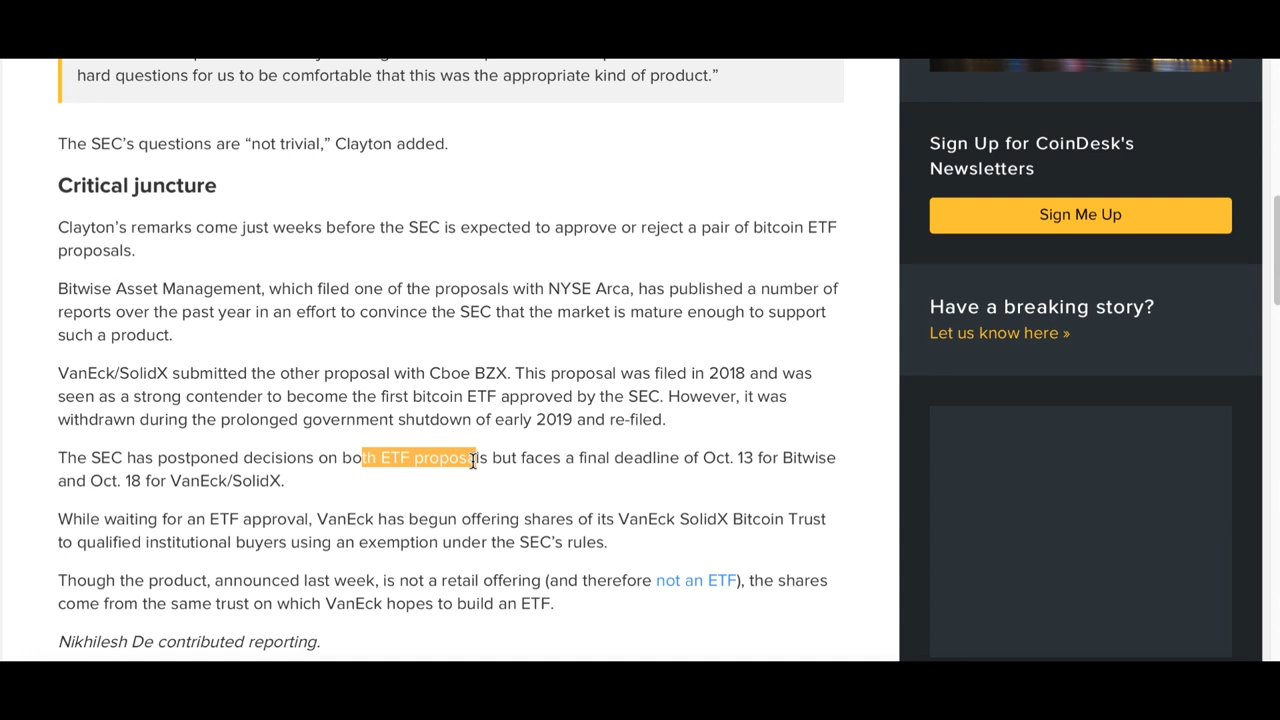 hard questions for us to be comfortable that this was the appropriate kind of product.”
The SEC’s questions are “not trivial,” Clayton added.
Critical juncture
Clayton’s remarks come just weeks before the SEC is expected to approve or reject a pair of bitcoin ETF
proposals.
Bitwise Asset Management, which filed one of the proposals with NYSE Arca, has published a number of
reports over the past year in an effort to convince the SEC that the market is mature enough to support
such a product.
VanEck/SolidX submitted the other proposal with Cboe BZX. This proposal was filed in 2018 and was
seen as a strong contender to become the first bitcoin ETF approved by the SEC. However, it was
withdrawn during the prolonged government shutdown of early 2019 and re-filed.
The SEC has postponed decisions on both ETF proposals but faces a final deadline of Oct. 13 for Bitwise
and Oct. 18 for VanEck/SolidX.
While waiting for an ETF approval, VanEck has begun offering shares of its VanEck SolidX Bitcoin Trust
to qualified institutional buyers using an exemption under the SEC’s rules.
Though the product, announced last week, is not a retail offering (and therefore not an ETF), the shares
come from the same trust on which VanEck hopes to build an ETF.
Nikhilesh De contributed reporting.
Sign Up for CoinDesk's
Newsletters
Sign Me Up
Have a breaking story?
Let us know here »